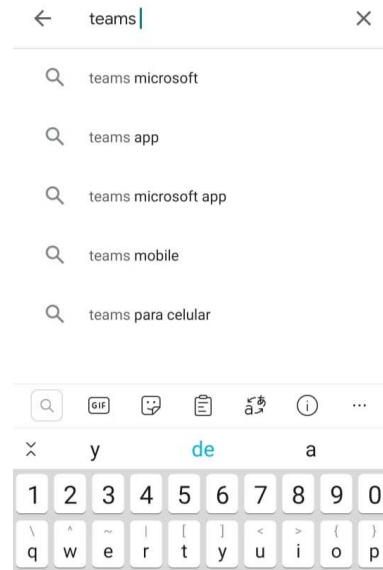 teams
teams microsoft
teams app
teams microsoft app
teams mobile
teams para celular
GIF
y de a
1 2 3 4 5 6 7 8 9 0
\ ^ ~ | [ ] < > { }
q w e r t y u i o p